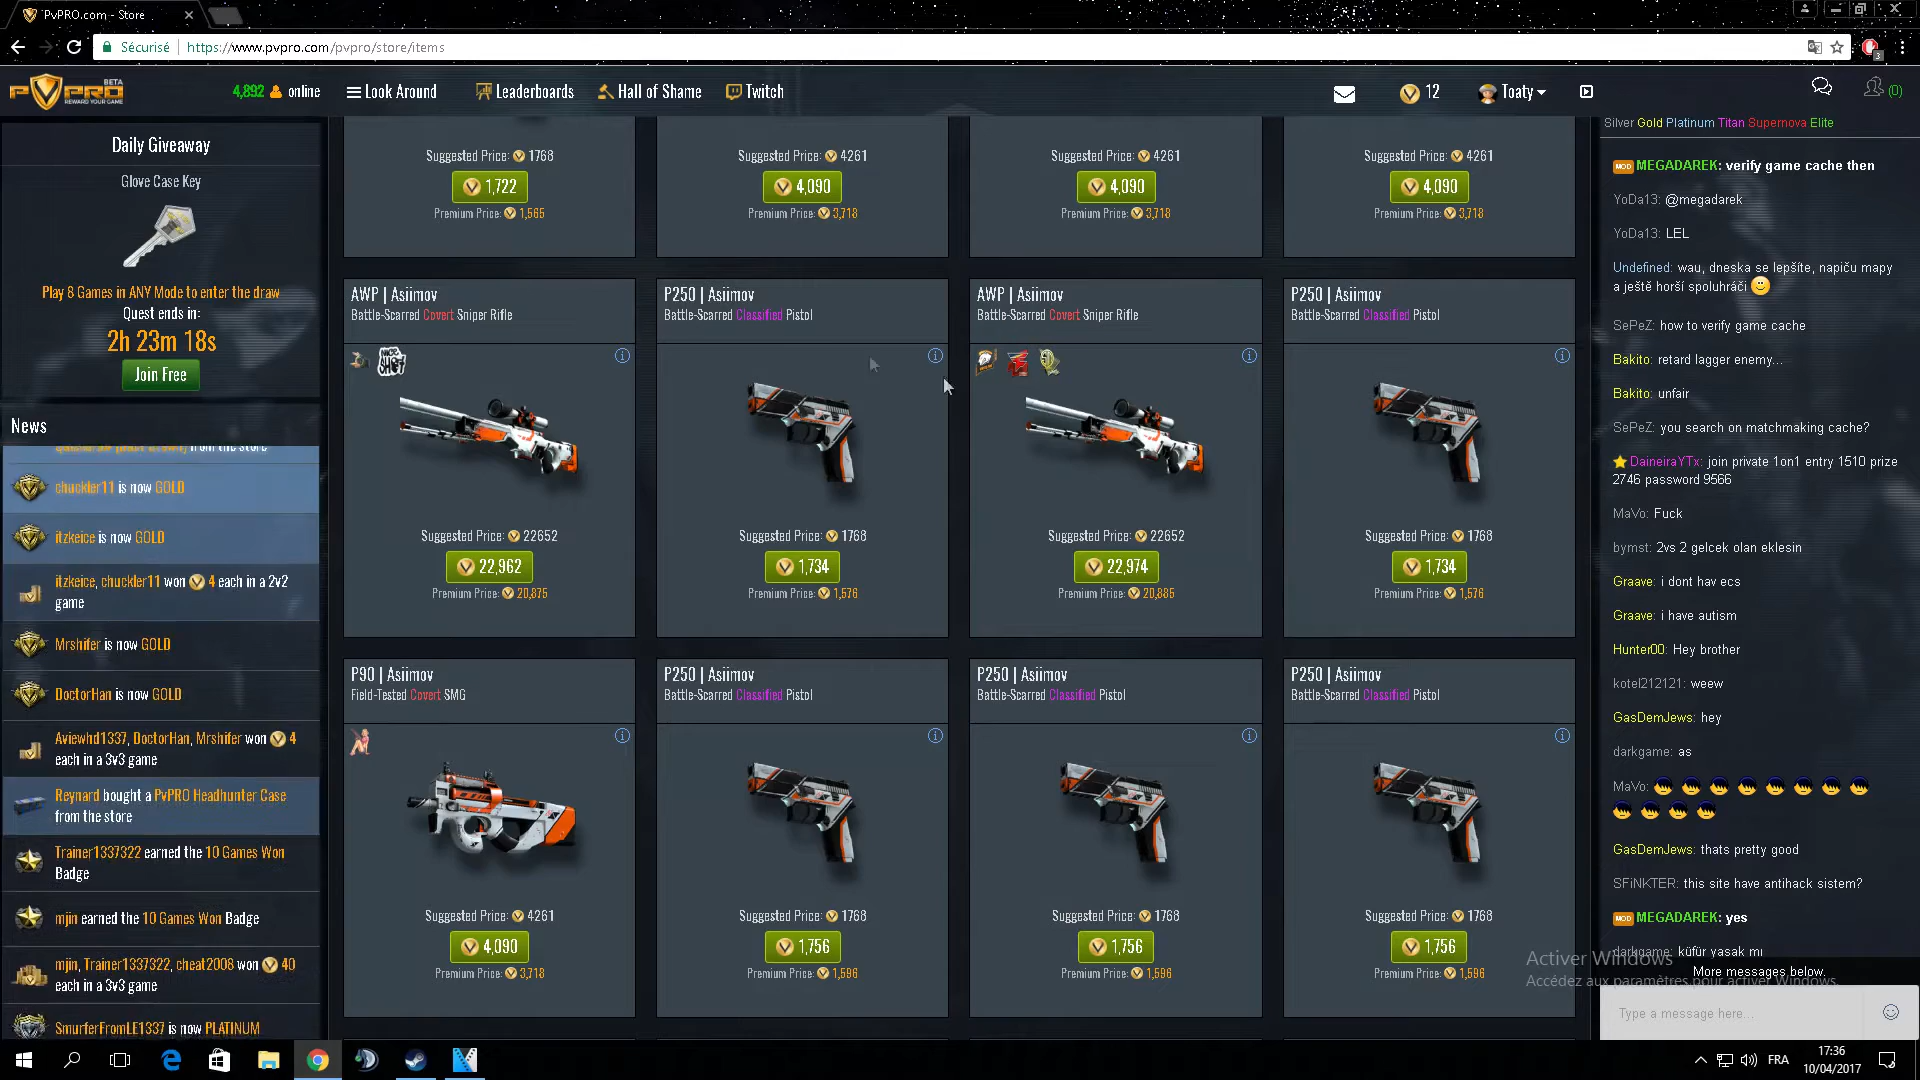 PvPRO.com - Store
Sécurisé
https://www.pvpro.com/pvpro/store/items
PVPRO
BETA
REWARD YOUR GAME
4,892 online
Look Around
Leaderboards
Hall of Shame
Twitch
12
Toaty
(0)
Daily Giveaway
Glove Case Key
Play 8 Games in ANY Mode to enter the draw
Quest ends in:
2h 23m 18s
Join Free
News
from the store
chuckler11 is now GOLD
itzkeice is now GOLD
itzkeice, chuckler11 won 4 each in a 2v2
game
Mrshifer is now GOLD
DoctorHan is now GOLD
Aviewhd1337, DoctorHan, Mrshifer won 4
each in a 3v3 game
Reynard bought a PvPRO Headhunter Case
from the store
Trainer1337322 earned the 10 Games Won
Badge
mjin earned the 10 Games Won Badge
mjin, Trainer1337322, cheat2008 won 40
each in a 3v3 game
SmurferFromLE1337 is now PLATINUM
Suggested Price: 1768
1,722
Premium Price: 1,565
Suggested Price: 4261
4,090
Premium Price: 3,718
Suggested Price: 4261
4,090
Premium Price: 3,718
Suggested Price: 4261
4,090
Premium Price: 3,718
AWP | Asiimov
Battle-Scarred Covert Sniper Rifle
WOO SHOT
Suggested Price: 22652
22,962
Premium Price: 20,875
P250 | Asiimov
Battle-Scarred Classified Pistol
Suggested Price: 1768
1,734
Premium Price: 1,576
AWP | Asiimov
Battle-Scarred Covert Sniper Rifle
Suggested Price: 22652
22,974
Premium Price: 20,885
P250 | Asiimov
Battle-Scarred Classified Pistol
Suggested Price: 1768
1,734
Premium Price: 1,576
P90 | Asiimov
Field-Tested Covert SMG
Suggested Price: 4261
4,090
Premium Price: 3,718
P250 | Asiimov
Battle-Scarred Classified Pistol
Suggested Price: 1768
1,756
Premium Price: 1,596
P250 | Asiimov
Battle-Scarred Classified Pistol
Suggested Price: 1768
1,756
Premium Price: 1,596
P250 | Asiimov
Battle-Scarred Classified Pistol
Suggested Price: 1768
1,756
Premium Price: 1,596
Silver Gold Platinum Titan Supernova Elite
MOD MEGADAREK: verify game cache then
YoDa13: @megadarek
YoDa13: LEL
Undefined: wau, dneska se lepšíte, napiču mapy
a ještě horší spoluhráči
SePeZ: how to verify game cache
Bakito: retard lagger enemy...
Bakito: unfair
SePeZ: you search on matchmaking cache?
DaineiraYTx: join private 1on1 entry 1510 prize
2746 password 9566
MaVo: Fuck
bymst: 2vs 2 gelcek olan eklesin
Graave: i dont hav ecs
Graave: i have autism
Hunter00: Hey brother
kotel212121: weew
GasDemJews: hey
darkgame: as
MaVo:
GasDemJews: thats pretty good
SFiNKTER: this site have antihack sistem?
MOD MEGADAREK: yes
darkgame: küfür yasak mı
More messages below.
Activer Windows
Accédez aux paramètres pour activer Windows.
Type a message here...
FRA
17:36
10/04/2017